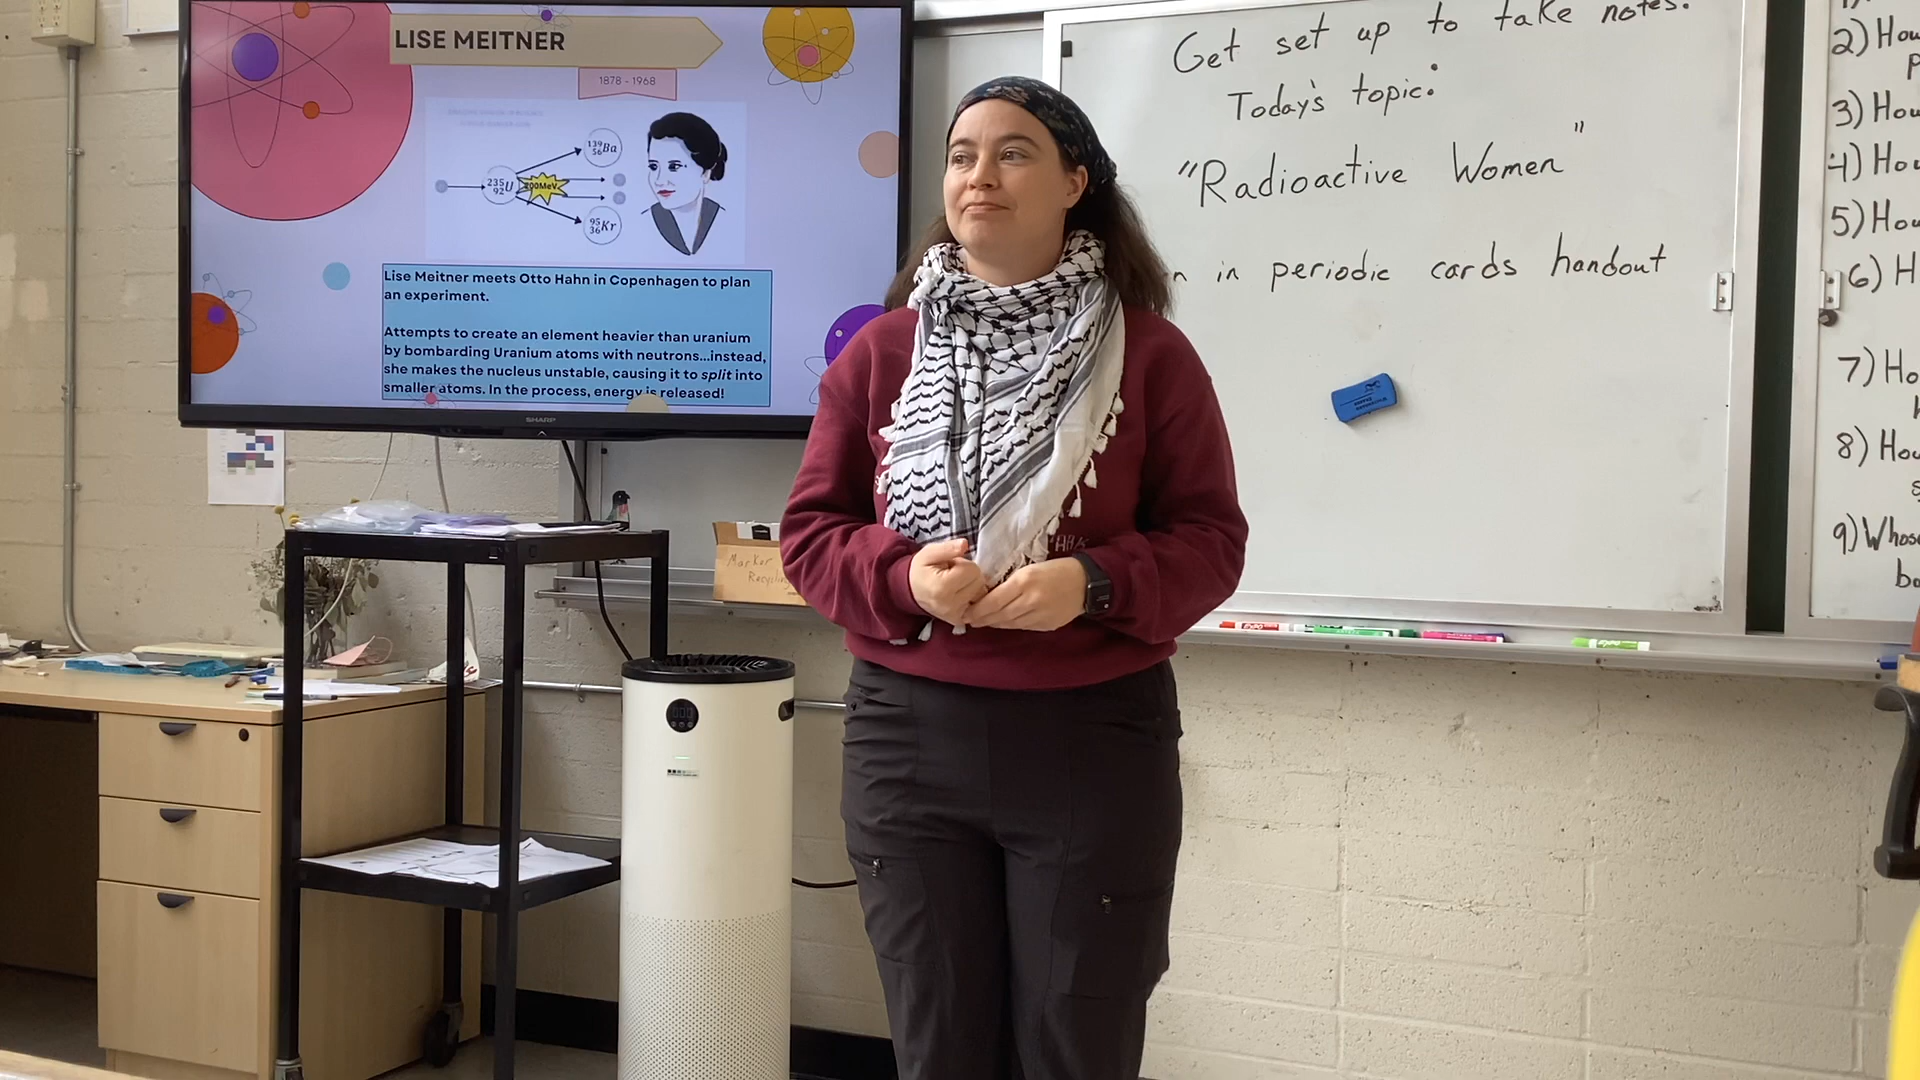 LISE MEITNER
1878 - 1968
139
56Ba
235
92U
200MeV
95
36Kr
Lise Meitner meets Otto Hahn in Copenhagen to plan
an experiment.
Attempts to create an element heavier than uranium
by bombarding Uranium atoms with neutrons...instead,
she makes the nucleus unstable, causing it to split into
smaller atoms. In the process, energy is released!
SHARP
Get set up to take notes.
Today's topic:
"Radioactive Women"
in periodic cards handout
Marker
Recycling
EXPO
EXPO
2) How
3) How
4) How
5) How
6) H
7) Ho
8) How
9) Whose